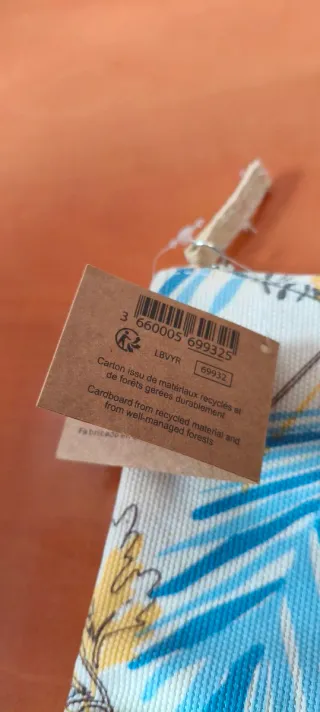 3 660005 699325
LBVYR 69932
Carton issu de matériaux recyclés et
de forêts gérées durablement
Cardboard from recycled material and
from well-managed forests